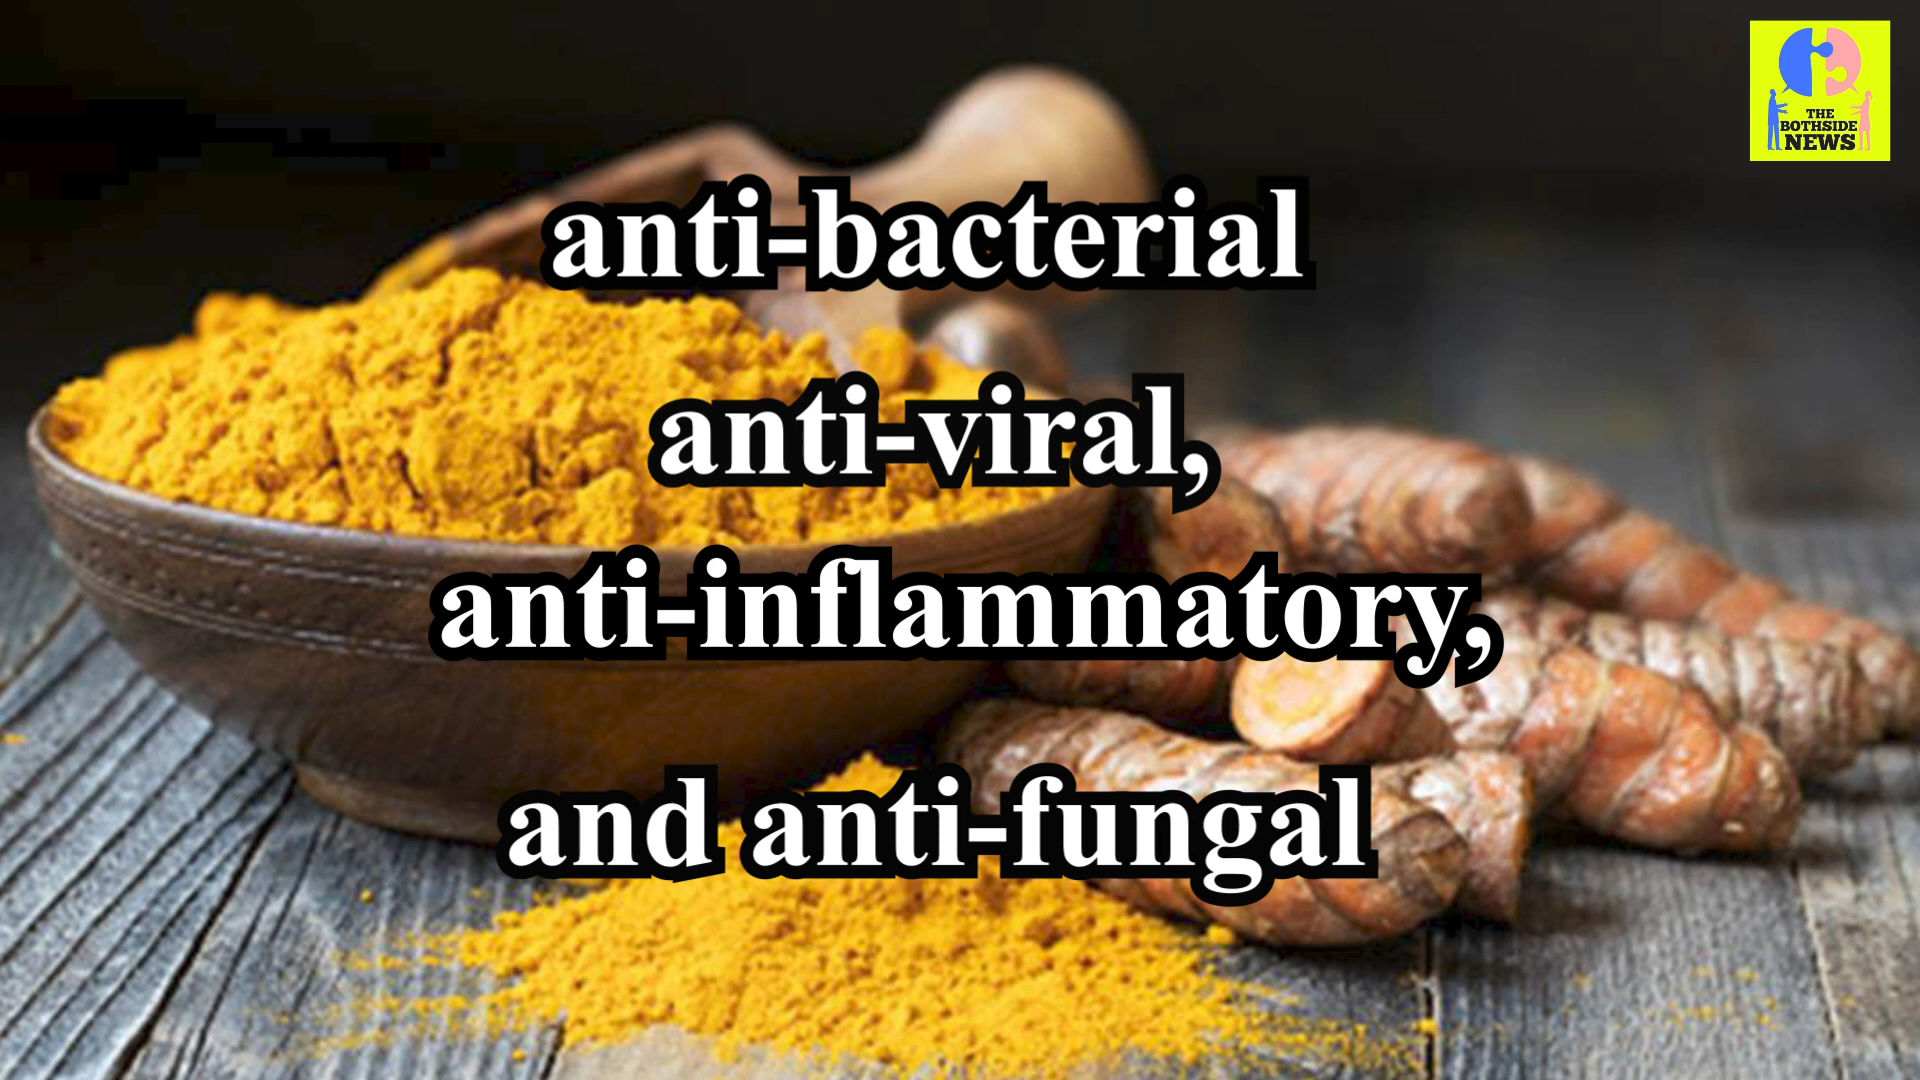 THE
BOTHSIDE
NEWS
anti-bacterial
anti-viral,
anti-inflammatory,
and anti-fungal